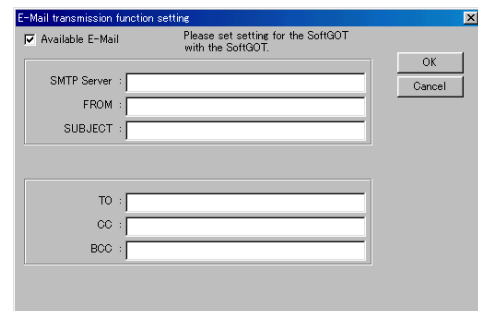 E-Mail transmission function setting
Available E-Mail
Please set setting for the SoftGOT
with the SoftGOT.
OK
Cancel
SMTP Server :
FROM :
SUBJECT :
TO :
CC :
BCC :